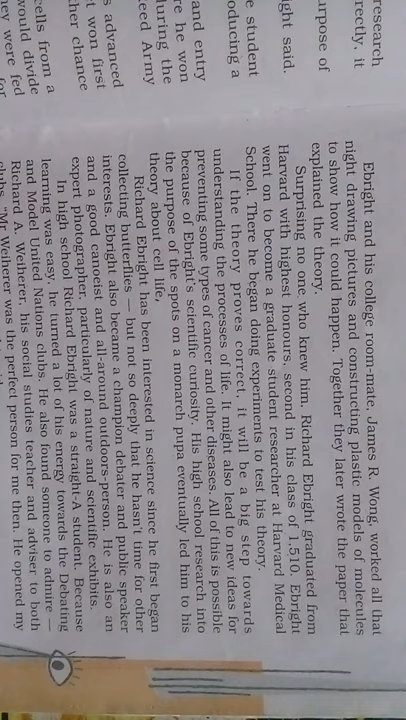 research
rectly, it
urpose of
ight said.
e student
oducing a
and entry
re he won
luring the
eed Army
s advanced
t won first
ther chance
cells from a
would divide
ney were fed
Ebright and his college room-mate, James R. Wong, worked all that
night drawing pictures and constructing plastic models of molecules
to show how it could happen. Together they later wrote the paper that
explained the theory.
Surprising no one who knew him, Richard Ebright graduated from
Harvard with highest honours, second in his class of 1,510. Ebright
went on to become a graduate student researcher at Harvard Medical
School. There he began doing experiments to test his theory.
If the theory proves correct, it will be a big step towards
understanding the processes of life. It might also lead to new ideas for
preventing some types of cancer and other diseases. All of this is possible
because of Ebright's scientific curiosity. His high school research into
the purpose of the spots on a monarch pupa eventually led him to his
theory about cell life.
Richard Ebright has been interested in science since he first began
collecting butterflies — but not so deeply that he hasn't time for other
interests. Ebright also became a champion debater and public speaker
and a good canoeist and all-around outdoors-person. He is also an
expert photographer, particularly of nature and scientific exhibits.
In high school Richard Ebright was a straight-A student. Because
learning was easy, he turned a lot of his energy towards the Debating
and Model United Nations clubs. He also found someone to admire —
Richard A. Weiherer, his social studies teacher and adviser to both
clubs. "Mr Weiherer was the perfect person for me then. He opened my